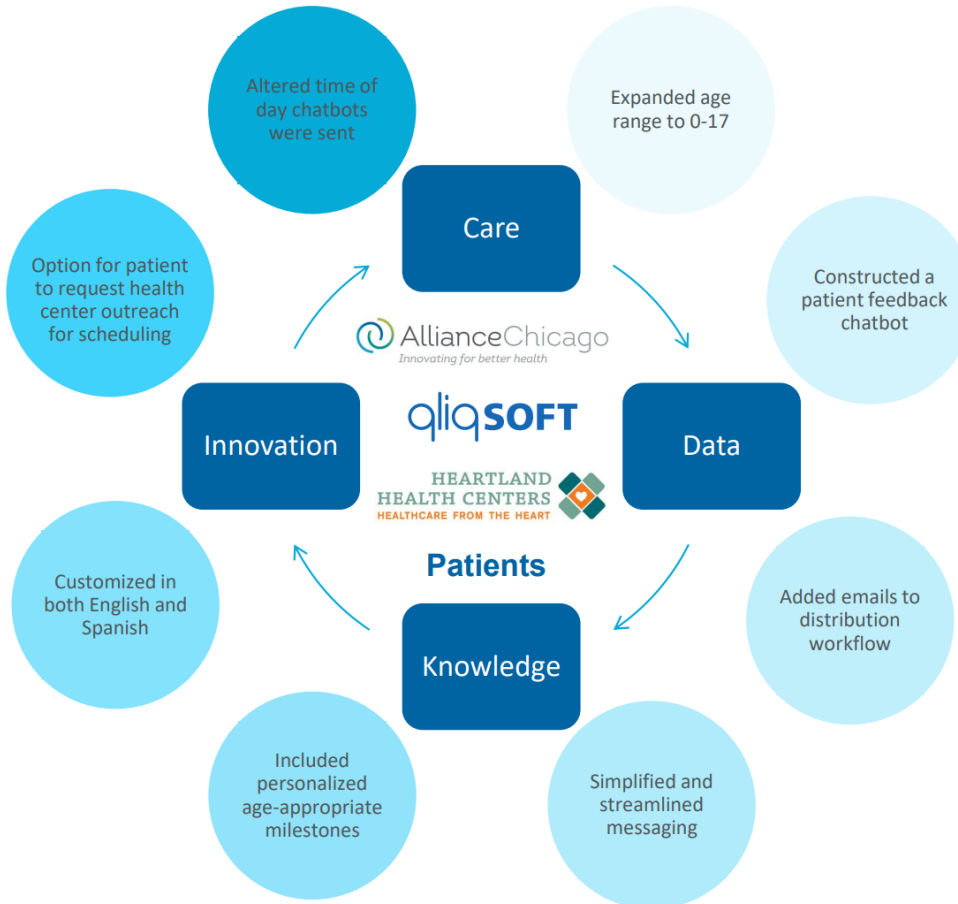 Altered time of
day chatbots
were sent
Expanded age
range to 0-17
Care
Option for patient
to request health
center outreach
for scheduling
Constructed a
patient feedback
chatbot
AllianceChicago
Innovating for better health
qliqSOFT
Innovation
Data
HEARTLAND
HEALTH CENTERS
HEALTHCARE FROM THE HEART
Patients
Customized in
both English and
Spanish
Added emails to
distribution
workflow
Knowledge
Included
personalized
age-appropriate
milestones
Simplified and
streamlined
messaging